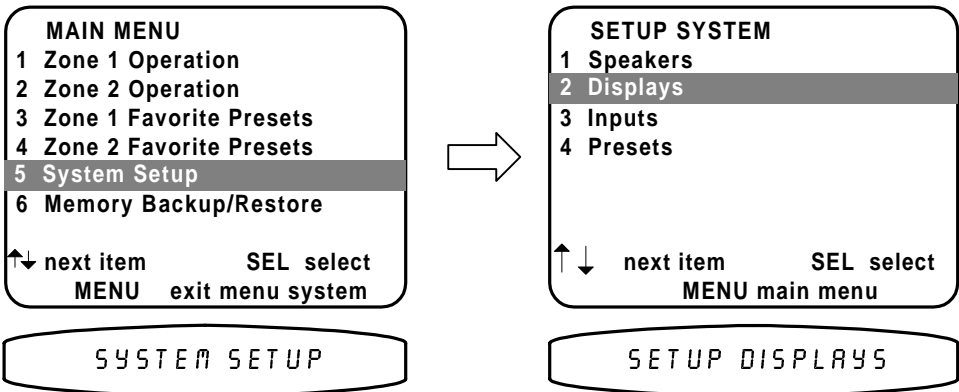 MAIN MENU
1 Zone 1 Operation
2 Zone 2 Operation
3 Zone 1 Favorite Presets
4 Zone 2 Favorite Presets
5 System Setup
6 Memory Backup/Restore
↑↓ next item SEL select
MENU exit menu system
SYSTEM SETUP
SETUP SYSTEM
1 Speakers
2 Displays
3 Inputs
4 Presets
↑ ↓ next item SEL select
MENU main menu
SETUP DISPLAYS